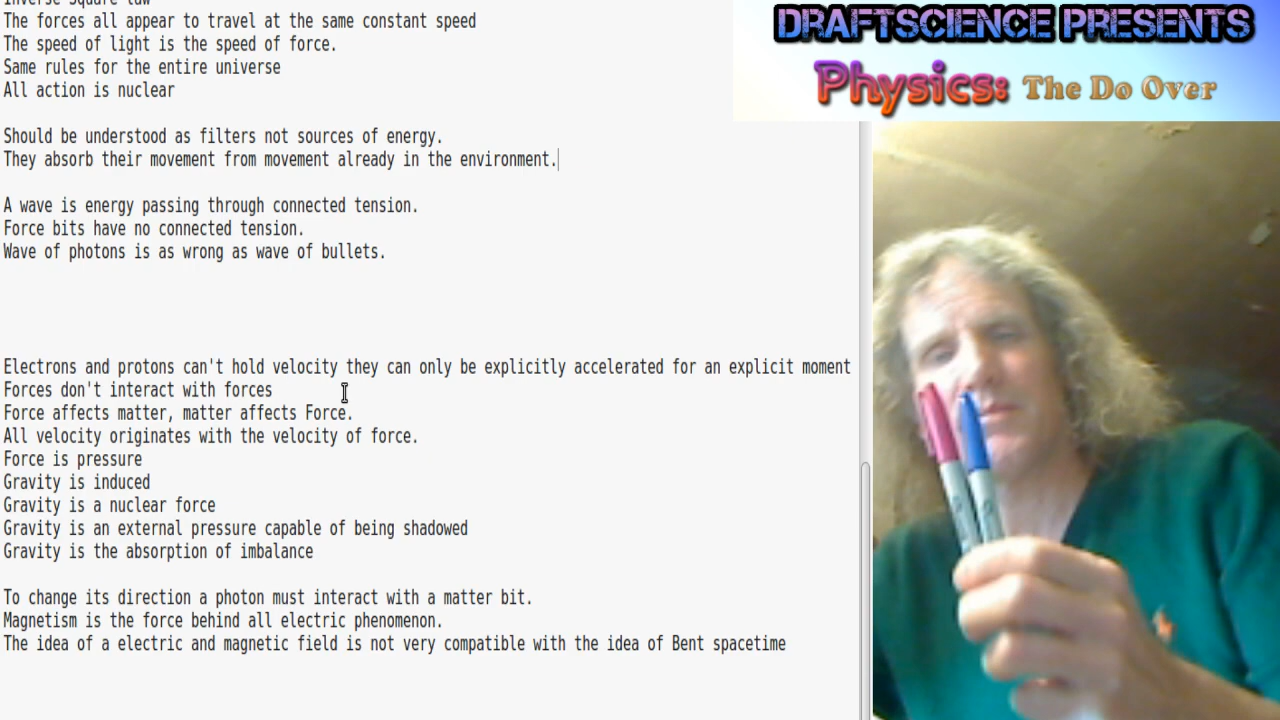 Inverse Square law
The forces all appear to travel at the same constant speed
The speed of light is the speed of force.
Same rules for the entire universe
All action is nuclear
Should be understood as filters not sources of energy.
They absorb their movement from movement already in the environment.
A wave is energy passing through connected tension.
Force bits have no connected tension.
Wave of photons is as wrong as wave of bullets.
Electrons and protons can't hold velocity they can only be explicitly accelerated for an explicit moment
Forces don't interact with forces
Force affects matter, matter affects Force.
All velocity originates with the velocity of force.
Force is pressure
Gravity is induced
Gravity is a nuclear force
Gravity is an external pressure capable of being shadowed
Gravity is the absorption of imbalance
To change its direction a photon must interact with a matter bit.
Magnetism is the force behind all electric phenomenon.
The idea of a electric and magnetic field is not very compatible with the idea of Bent spacetime
DRAFTSCIENCE PRESENTS
Physics: The Do Over